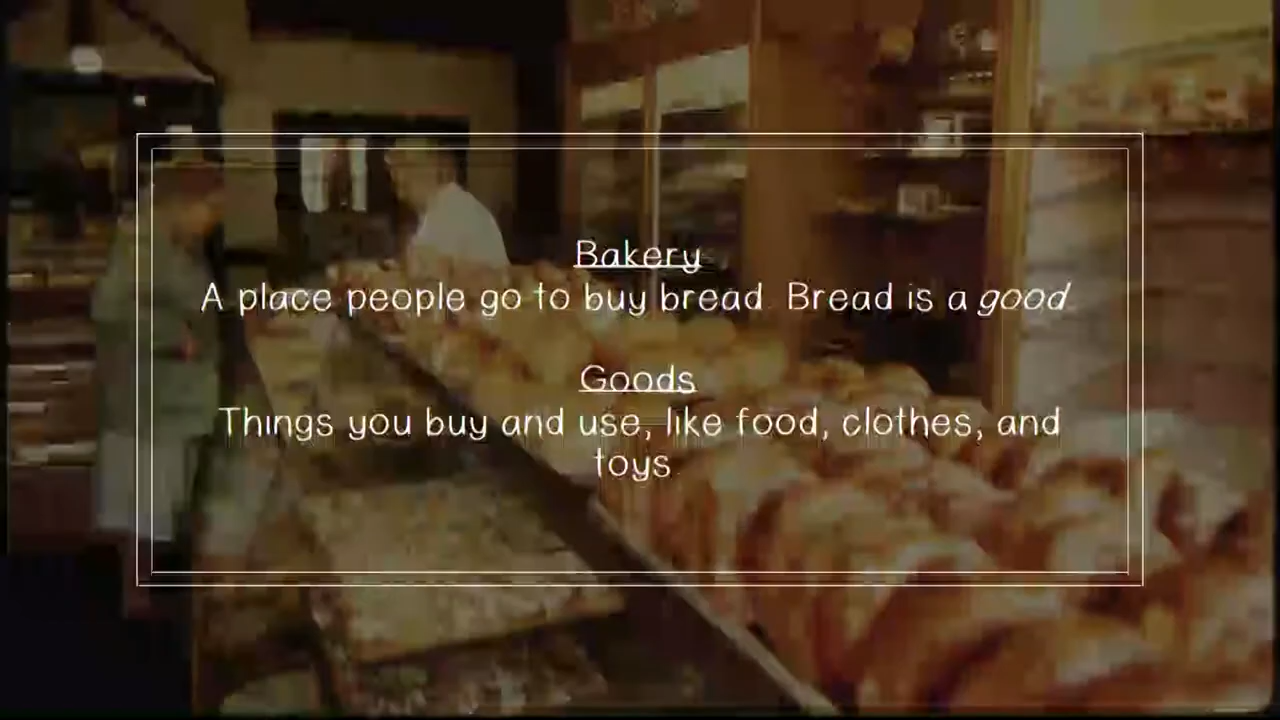 Bakery
A place people go to buy bread. Bread is a good
Goods
Things you buy and use, like food, clothes, and
toys.